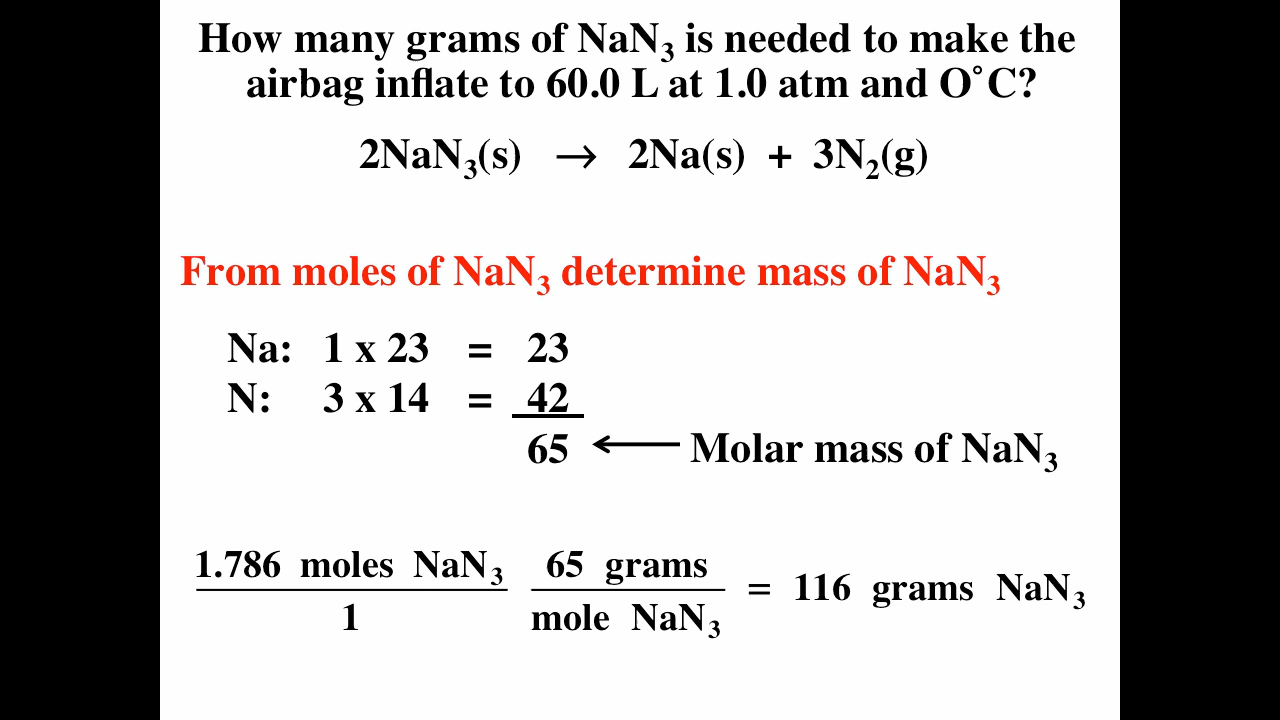 How many grams of NaN₃ is needed to make the
airbag inflate to 60.0 L at 1.0 atm and O˚C?
2NaN₃(s) → 2Na(s) + 3N₂(g)
From moles of NaN₃ determine mass of NaN₃
Na: 1 x 23 = 23
N: 3 x 14 = 42
65 ← Molar mass of NaN₃
1.786 moles NaN₃ 65 grams
= 116 grams NaN₃
1 mole NaN₃